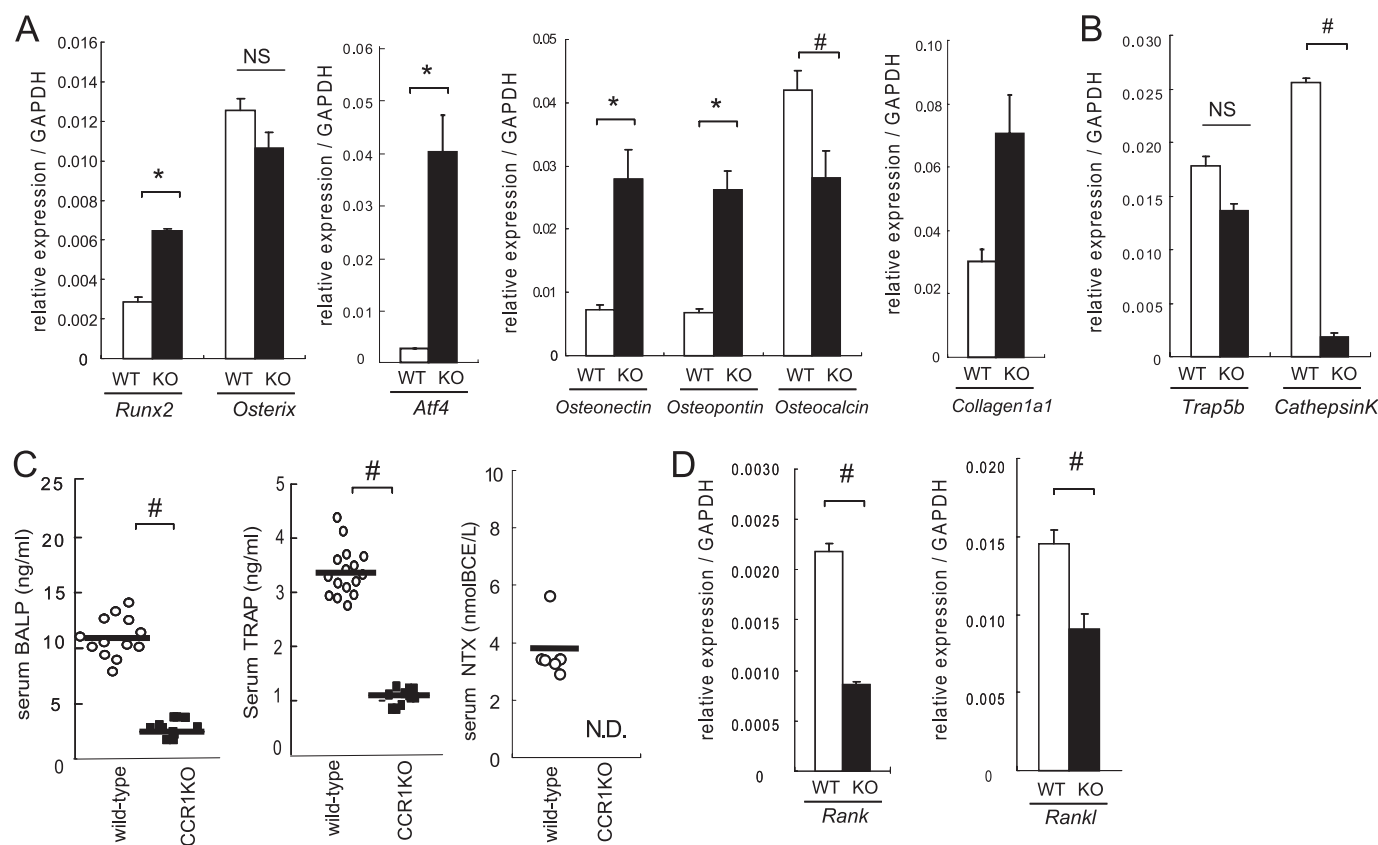 A
relative expression / GAPDH
0.016
0.014
0.012
0.010
0.008
0.006
0.004
0.002
0
NS
*
WT KO WT KO
Runx2 Osterix
relative expression / GAPDH
0.06
0.05
0.04
0.03
0.02
0.01
0.00
*
WT KO
Atf4
relative expression / GAPDH
0.05
0.04
0.03
0.02
0.01
0
* * #
WT KO WT KO WT KO
Osteonectin Osteopontin Osteocalcin
relative expression / GAPDH
0.10
0.08
0.06
0.04
0.02
0
WT KO
Collagen1a1
B
relative expression / GAPDH
0.030
0.025
0.020
0.015
0.010
0.005
0.000
NS
#
WT KO WT KO
Trap5b CathepsinK
C
serum BALP (ng/ml)
25
20
15
10
5
0
#
wild-type
CCR1KO
Serum TRAP (ng/ml)
5
4
3
2
1
0
#
wild-type
CCR1KO
serum NTX (nmolBCE/L)
10
8
6
4
2
0
N.D.
wild-type
CCR1KO
D
relative expression / GAPDH
0.0030
0.0025
0.0020
0.0015
0.0010
0.0005
0
#
WT KO
Rank
relative expression / GAPDH
0.020
0.015
0.010
0.005
0
#
WT KO
Rankl